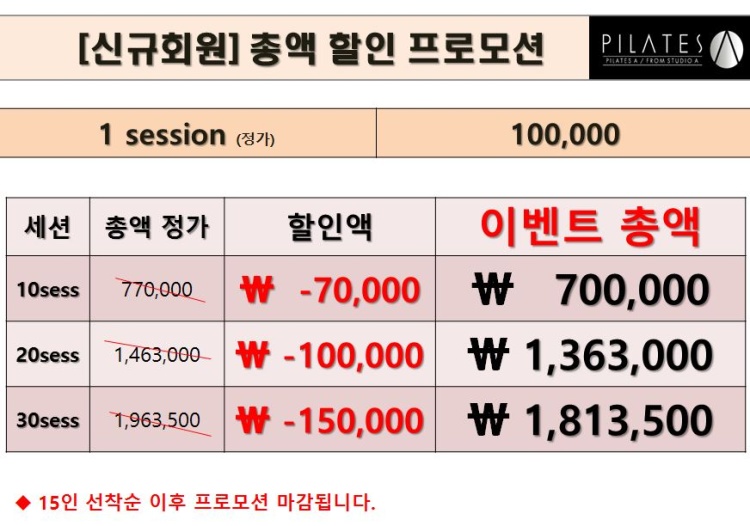 [신규회원] 총액 할인 프로모션
PILATES A
PILATES A / FROM STUDIO A
1 session (정가) 100,000
세션 총액 정가 할인액 이벤트 총액
10sess 770,000 ₩ -70,000 ₩ 700,000
20sess 1,463,000 ₩ -100,000 ₩ 1,363,000
30sess 1,963,500 ₩ -150,000 ₩ 1,813,500
◆ 15인 선착순 이후 프로모션 마감됩니다.